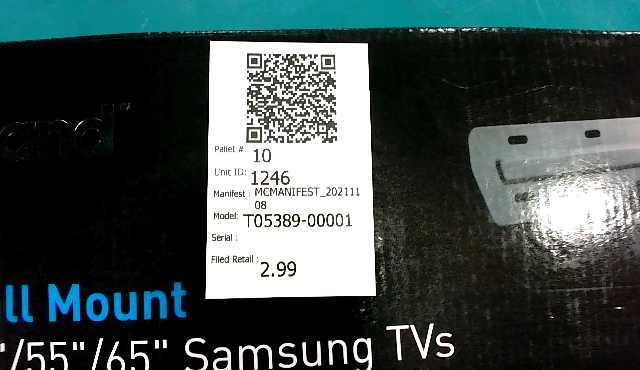 and™
Pallet #: 10
Unit ID: 1246
Manifest : MCMANIFEST_202111
08
Model: T05389-00001
Serial :
Filed Retail : 2.99
ll Mount
"/55"/65" Samsung TVs